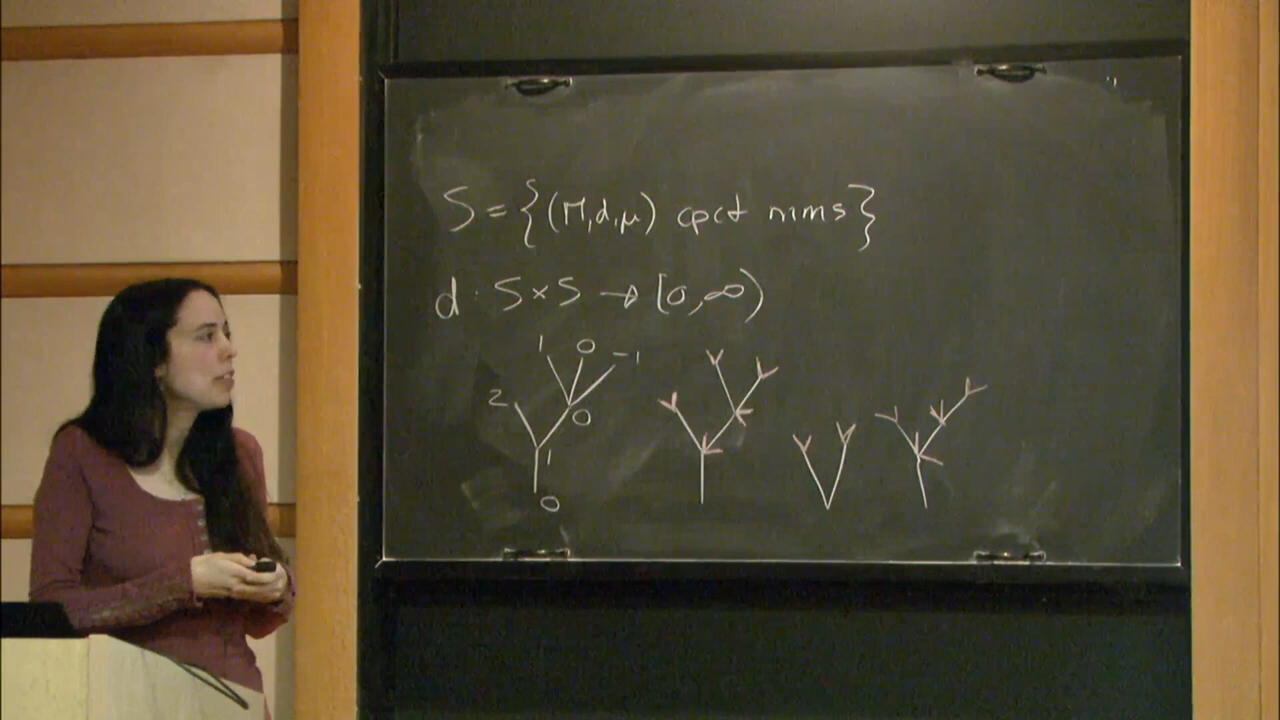 S = {(M,d,μ) cpct mms}
d : S × S → [0,∞)
1 0 -1
2
0
1
0